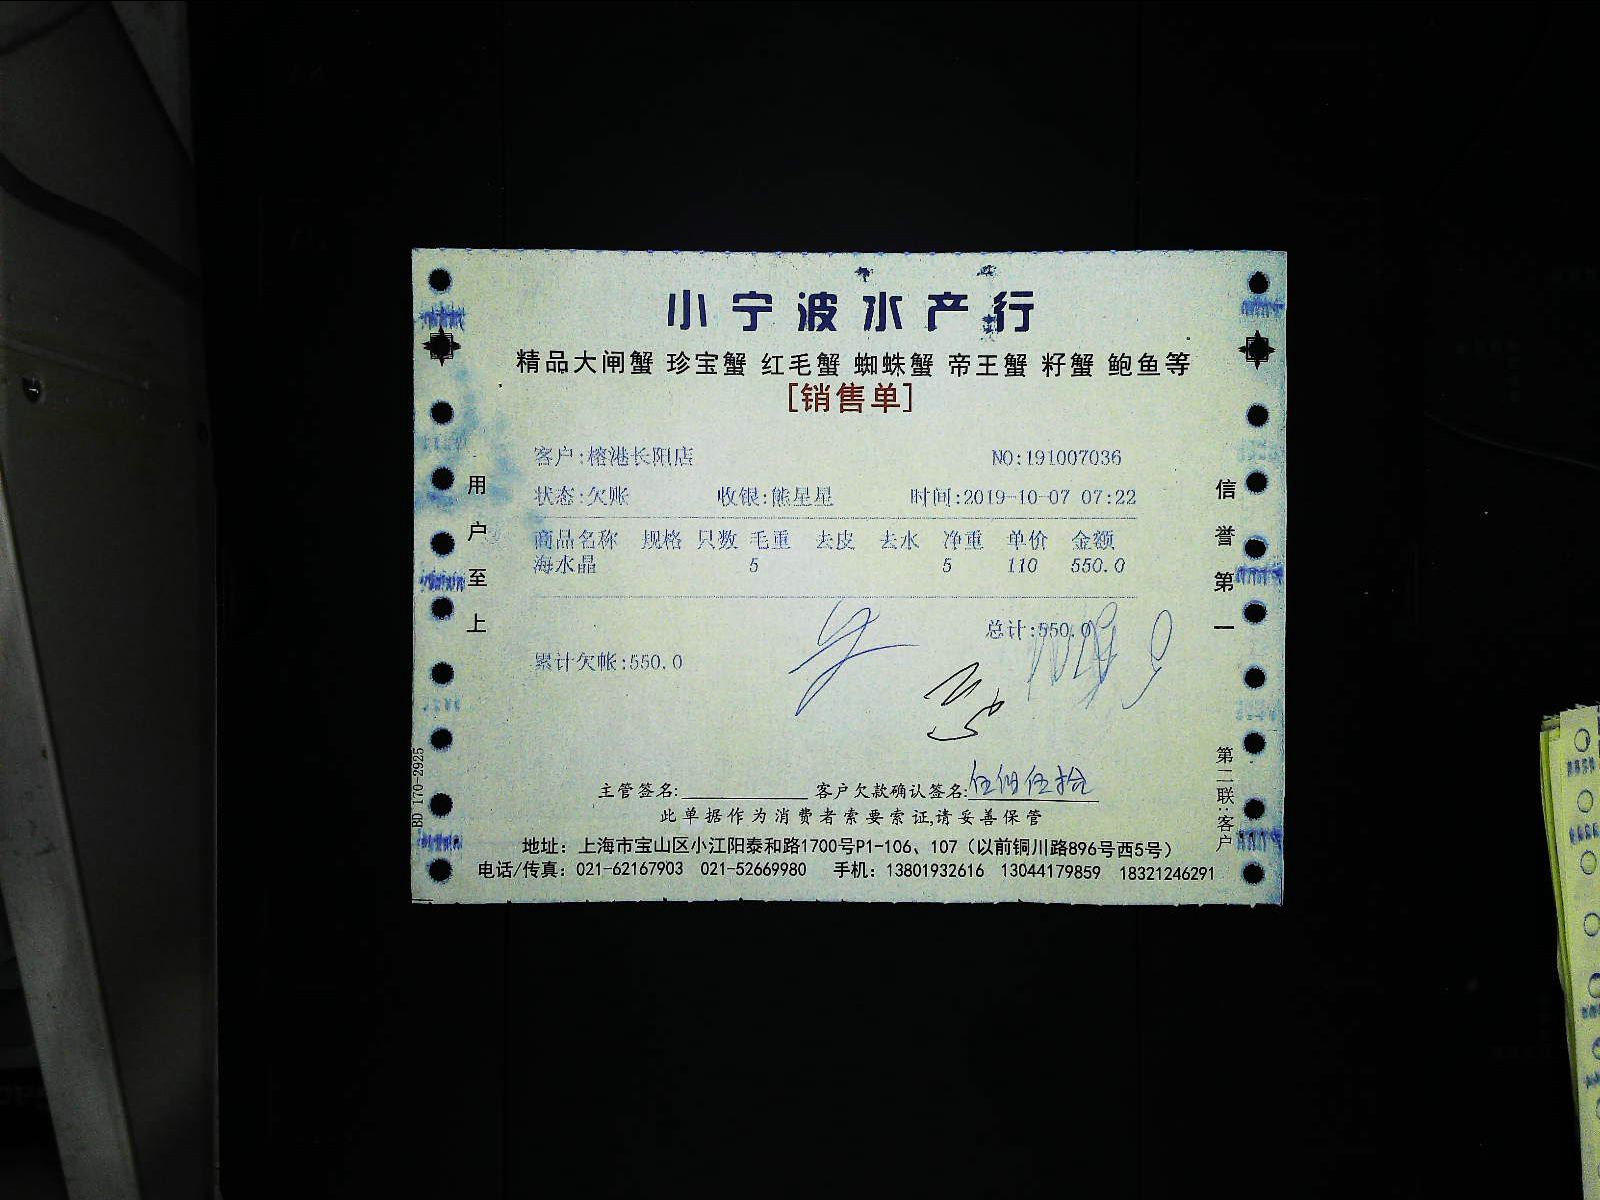 小宁波水产行
精品大闸蟹 珍宝蟹 红毛蟹 蜘蛛蟹 帝王蟹 籽蟹 鲍鱼等
[销售单]
客户:榕港长阳店 NO:191007036
状态:欠账 收银:熊星星 时间:2019-10-07 07:22
商品名称 规格 只数 毛重 去皮 去水 净重 单价 金额
海水晶 5 5 110 550.0
总计:550.0
累计欠帐:550.0
主管签名: 客户欠款确认签名:伍佰伍拾
此单据作为消费者索要索证,请妥善保管
地址：上海市宝山区小江阳泰和路1700号P1-106、107（以前铜川路896号西5号）
电话/传真：021-62167903 021-52669980 手机：13801932616 13044179859 18321246291
用户至上
信誉第一
第二联:客户
BD 170-2925